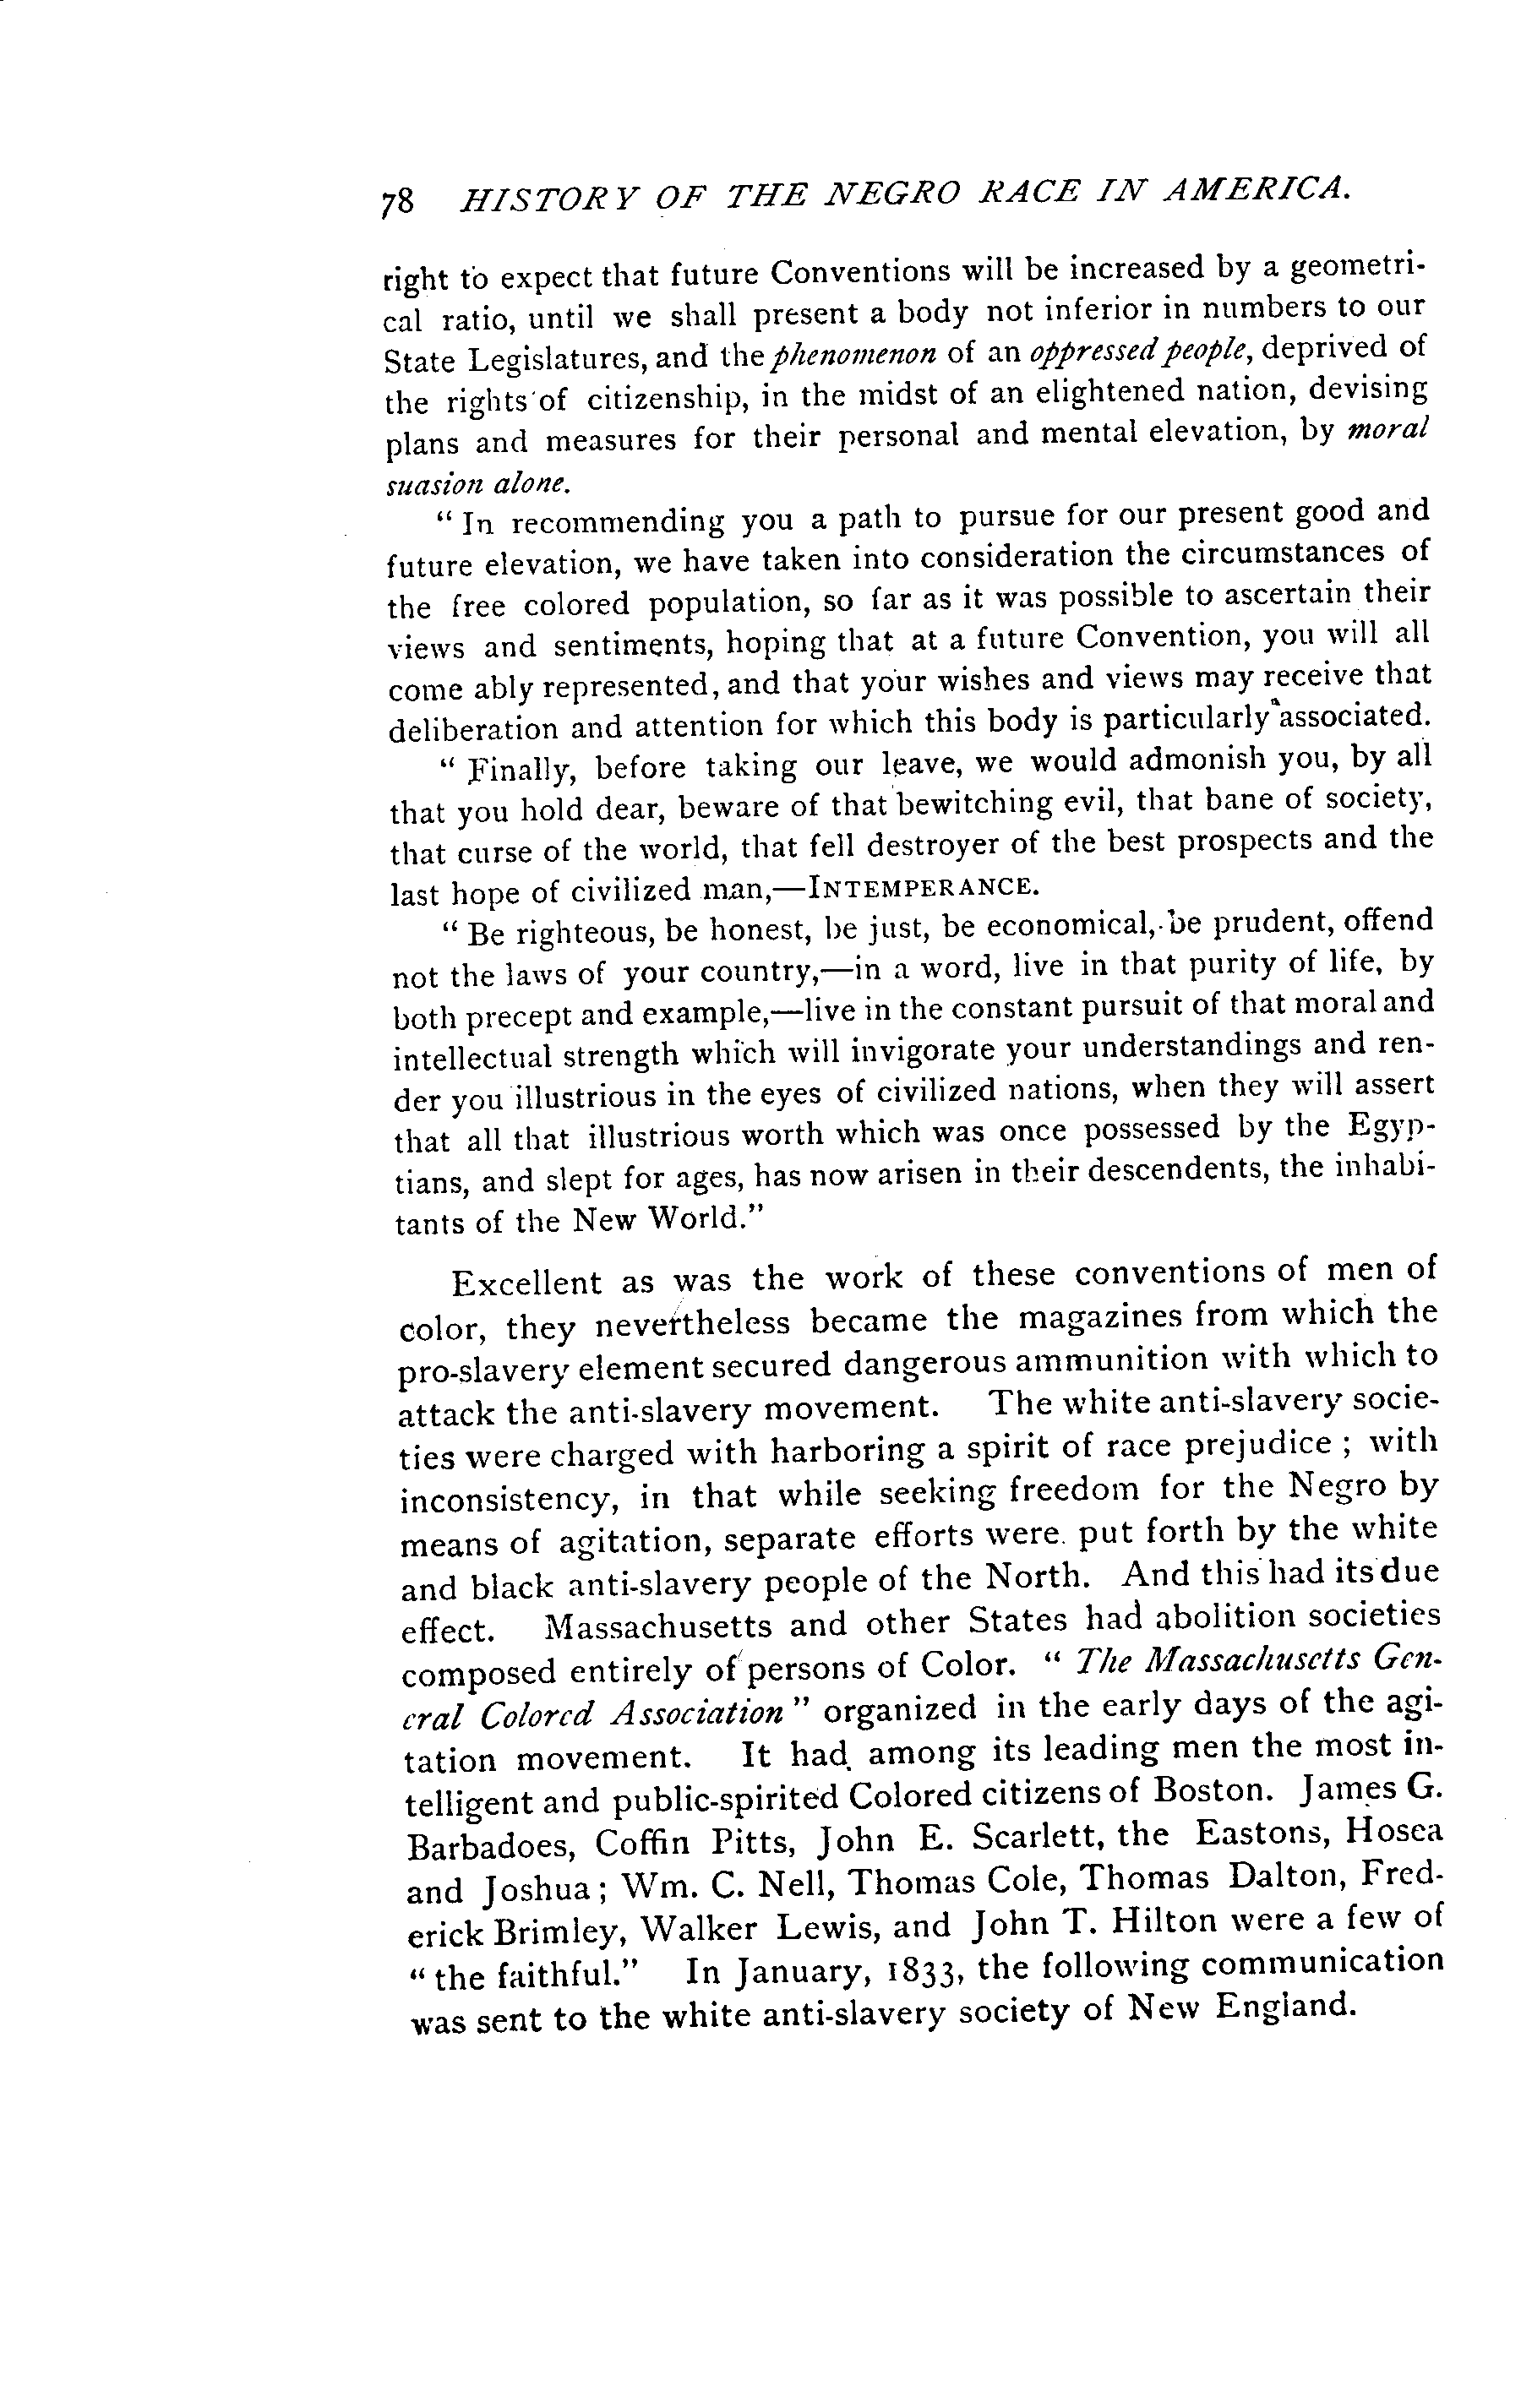 78 HISTORY OF THE NEGRO RACE IN AMERICA.
right to expect that future Conventions will be increased by a geometri-
cal ratio, until we shall present a body not inferior in numbers to our
State Legislatures, and the phenomenon of an oppressed people, deprived of
the rights of citizenship, in the midst of an elightened nation, devising
plans and measures for their personal and mental elevation, by moral
suasion alone.
" In recommending you a path to pursue for our present good and
future elevation, we have taken into consideration the circumstances of
the free colored population, so far as it was possible to ascertain their
views and sentiments, hoping that at a future Convention, you will all
come ably represented, and that your wishes and views may receive that
deliberation and attention for which this body is particularly associated.
" Finally, before taking our leave, we would admonish you, by all
that you hold dear, beware of that bewitching evil, that bane of society,
that curse of the world, that fell destroyer of the best prospects and the
last hope of civilized man,—INTEMPERANCE.
" Be righteous, be honest, be just, be economical, be prudent, offend
not the laws of your country,—in a word, live in that purity of life, by
both precept and example,—live in the constant pursuit of that moral and
intellectual strength which will invigorate your understandings and ren-
der you illustrious in the eyes of civilized nations, when they will assert
that all that illustrious worth which was once possessed by the Egyp-
tians, and slept for ages, has now arisen in their descendents, the inhabi-
tants of the New World."
Excellent as was the work of these conventions of men of
color, they nevertheless became the magazines from which the
pro-slavery element secured dangerous ammunition with which to
attack the anti-slavery movement. The white anti-slavery socie-
ties were charged with harboring a spirit of race prejudice ; with
inconsistency, in that while seeking freedom for the Negro by
means of agitation, separate efforts were put forth by the white
and black anti-slavery people of the North. And this had its due
effect. Massachusetts and other States had abolition societies
composed entirely of persons of Color. " The Massachusetts Gen-
eral Colored Association " organized in the early days of the agi-
tation movement. It had among its leading men the most in-
telligent and public-spirited Colored citizens of Boston. James G.
Barbadoes, Coffin Pitts, John E. Scarlett, the Eastons, Hosea
and Joshua ; Wm. C. Nell, Thomas Cole, Thomas Dalton, Fred-
erick Brimley, Walker Lewis, and John T. Hilton were a few of
" the faithful." In January, 1833, the following communication
was sent to the white anti-slavery society of New England.